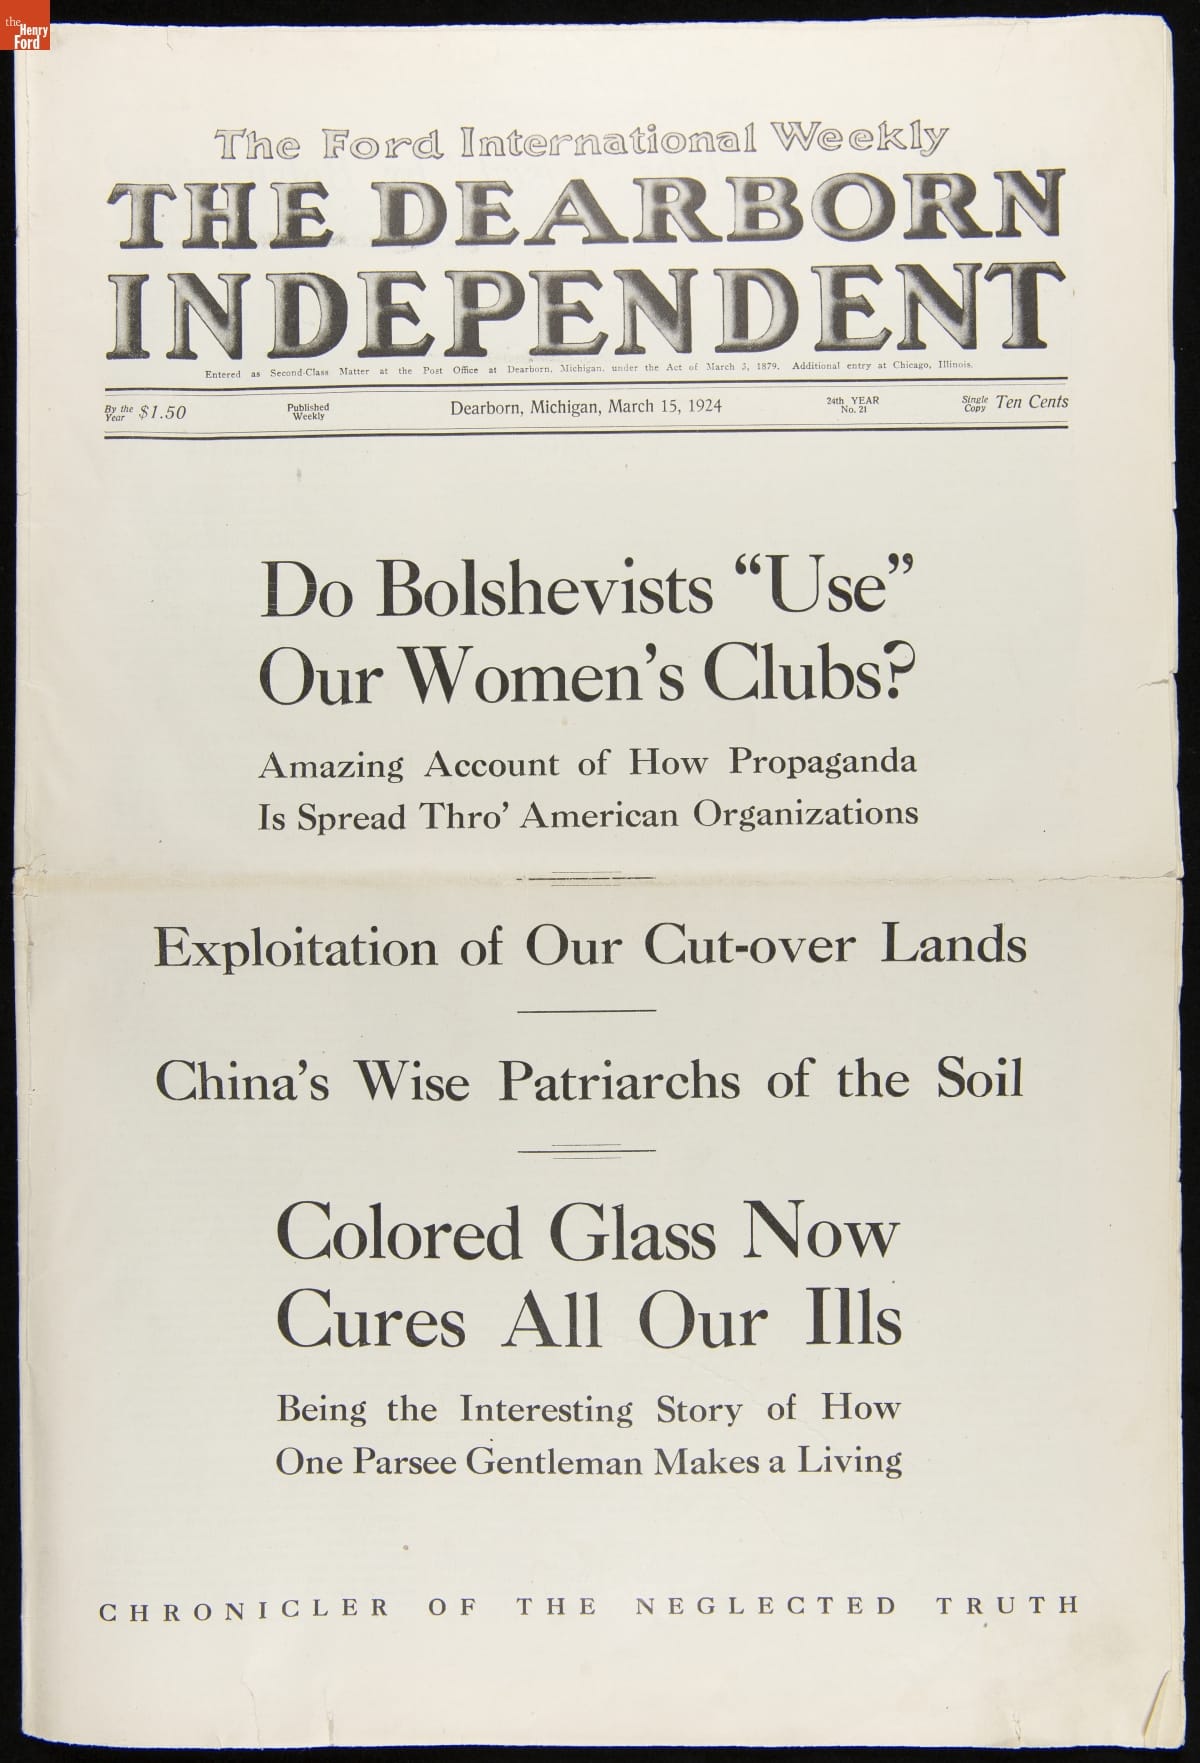 the
Henry
Ford
The Ford International Weekly
THE DEARBORN
INDEPENDENT
Entered as Second-Class Matter at the Post Office at Dearborn, Michigan, under the Act of March 3, 1879. Additional entry at Chicago, Illinois.
By the Year $1.50 Published Weekly Dearborn, Michigan, March 15, 1924 24th YEAR No. 21 Single Copy Ten Cents
Do Bolshevists “Use”
Our Women’s Clubs?
Amazing Account of How Propaganda
Is Spread Thro’ American Organizations
Exploitation of Our Cut-over Lands
China’s Wise Patriarchs of the Soil
Colored Glass Now
Cures All Our Ills
Being the Interesting Story of How
One Parsee Gentleman Makes a Living
CHRONICLER OF THE NEGLECTED TRUTH